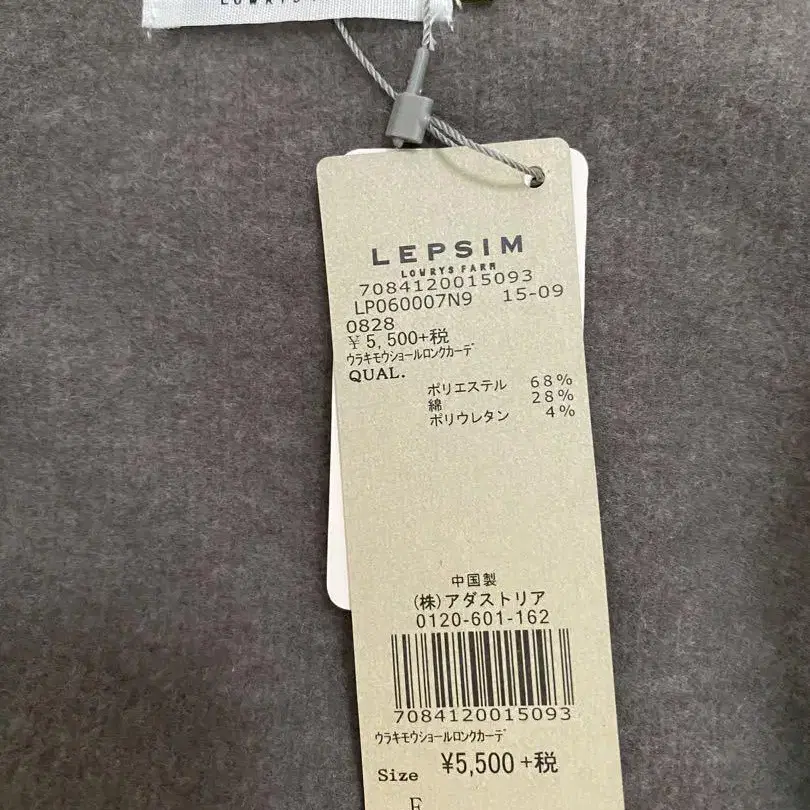 LOWRYS
LEPSIM
LOWRYS FARM
7084120015093
LP060007N9 15-09
0828
¥5,500+税
ウラキモウショールロングカーデ
QUAL.
ポリエステル 68%
綿 28%
ポリウレタン 4%
中国製
(株)アダストリア
0120-601-162
7084120015093
ウラキモウショールロングカーデ
Size ¥5,500+税
F